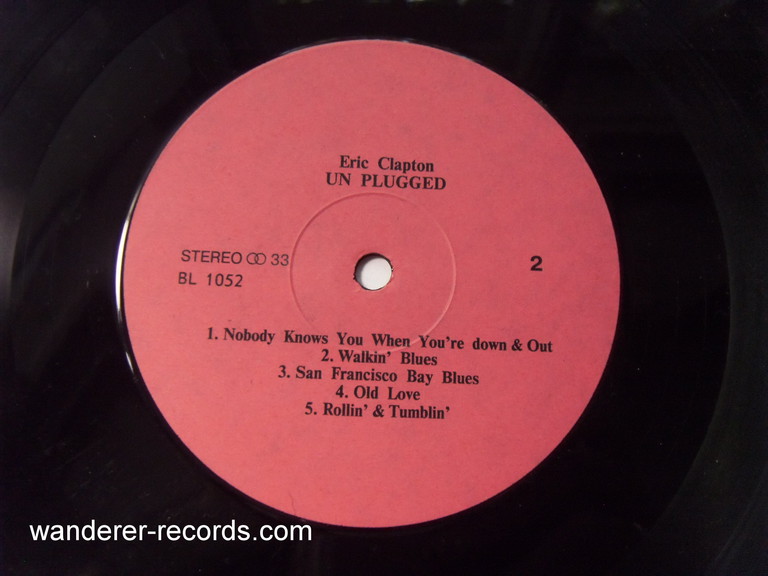 Eric Clapton
UN PLUGGED
STEREO 33
BL 1052
2
1. Nobody Knows You When You're down & Out
2. Walkin' Blues
3. San Francisco Bay Blues
4. Old Love
5. Rollin' & Tumblin'
wanderer-records.com